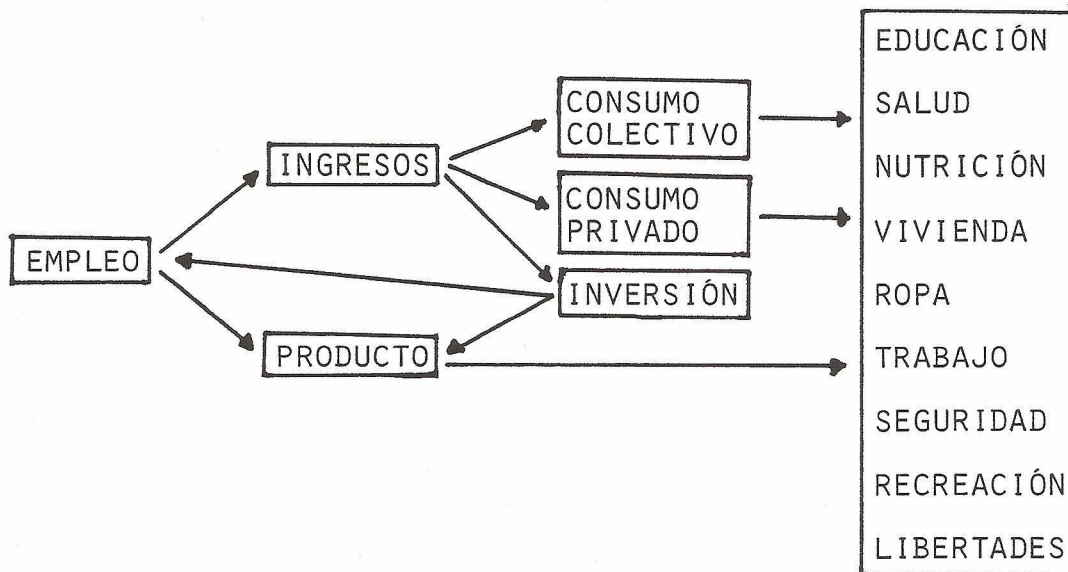 EMPLEO
INGRESOS
PRODUCTO
CONSUMO
COLECTIVO
CONSUMO
PRIVADO
INVERSIÓN
EDUCACIÓN
SALUD
NUTRICIÓN
VIVIENDA
ROPA
TRABAJO
SEGURIDAD
RECREACIÓN
LIBERTADES